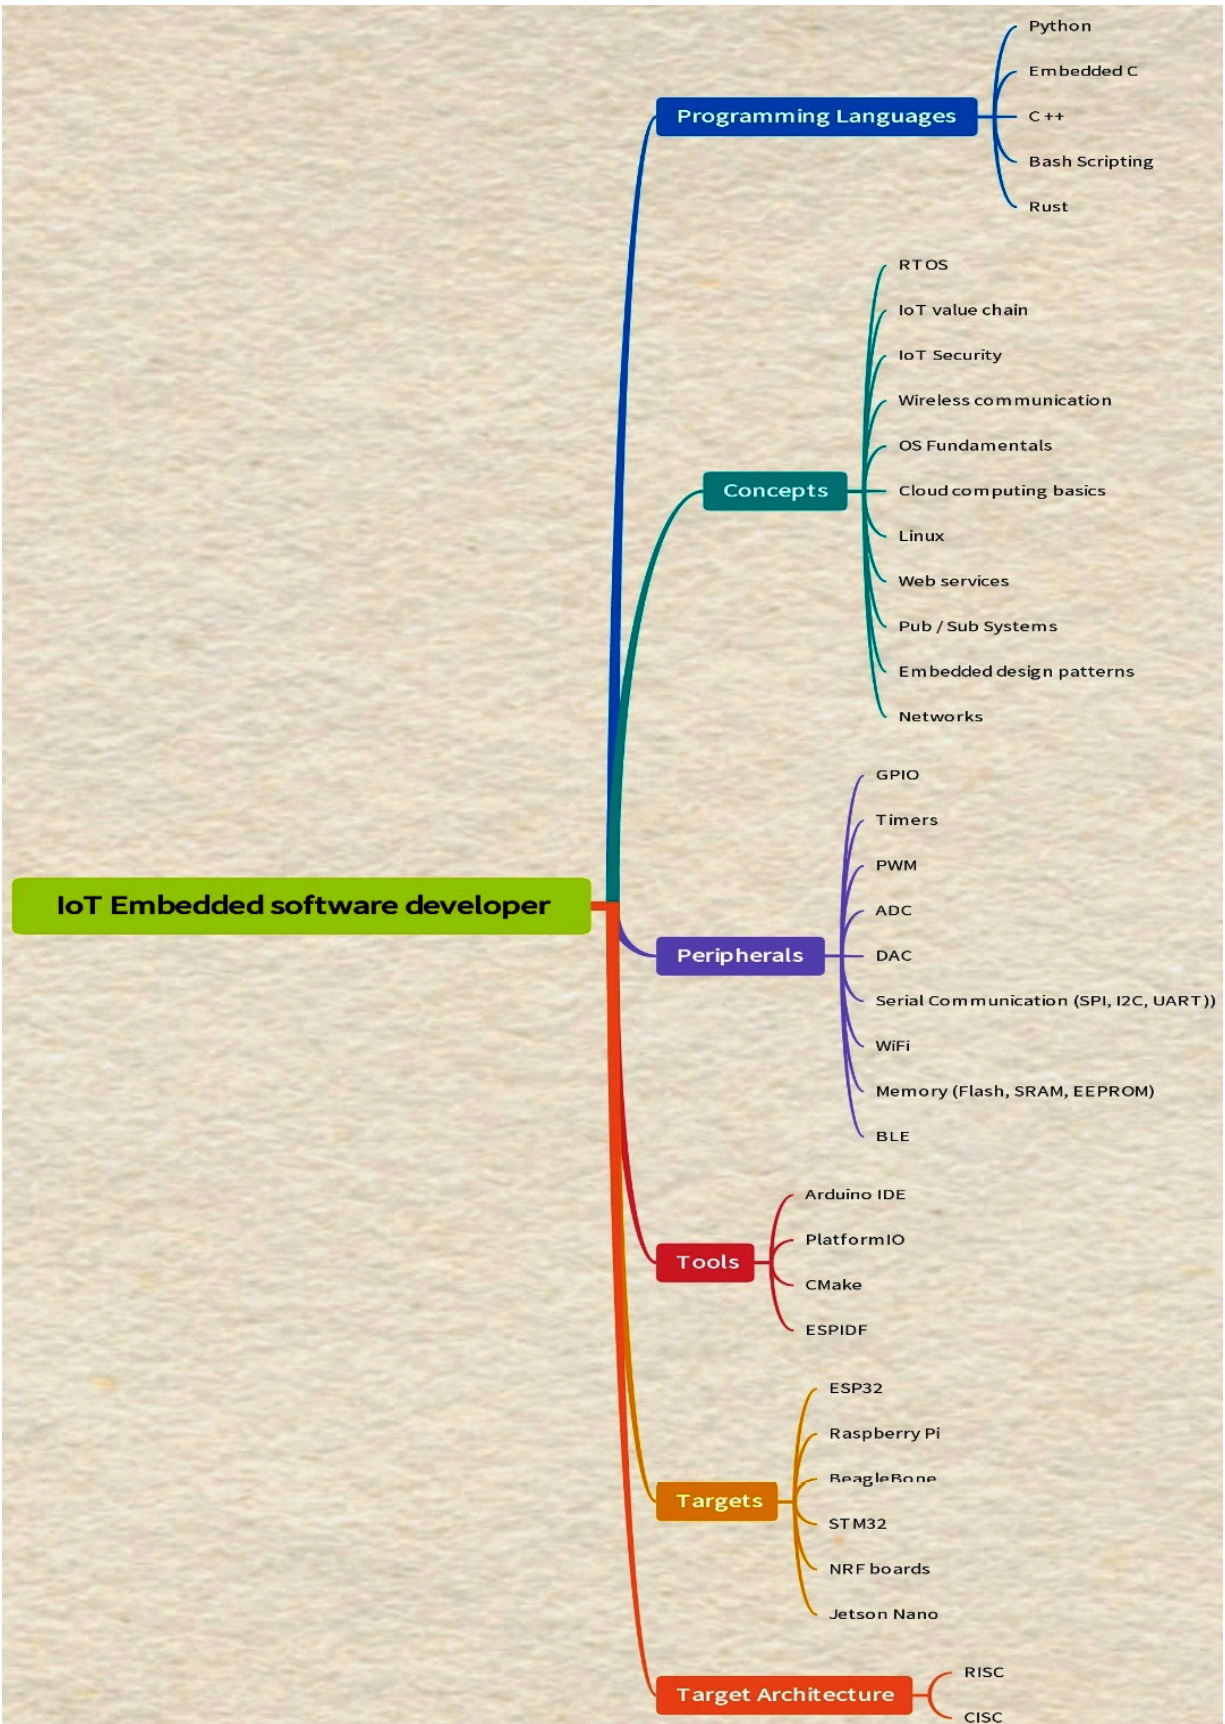 Python
Embedded C
Programming Languages
C ++
Bash Scripting
Rust
RTOS
IoT value chain
IoT Security
Wireless communication
OS Fundamentals
Concepts
Cloud computing basics
Linux
Web services
Pub / Sub Systems
Embedded design patterns
Networks
IoT Embedded software developer
GPIO
Timers
PWM
ADC
Peripherals
DAC
Serial Communication (SPI, I2C, UART))
WiFi
Memory (Flash, SRAM, EEPROM)
BLE
Arduino IDE
PlatformIO
Tools
CMake
ESPIDF
ESP32
Raspberry Pi
BeagleBone
Targets
STM32
NRF boards
Jetson Nano
Target Architecture
RISC
CISC